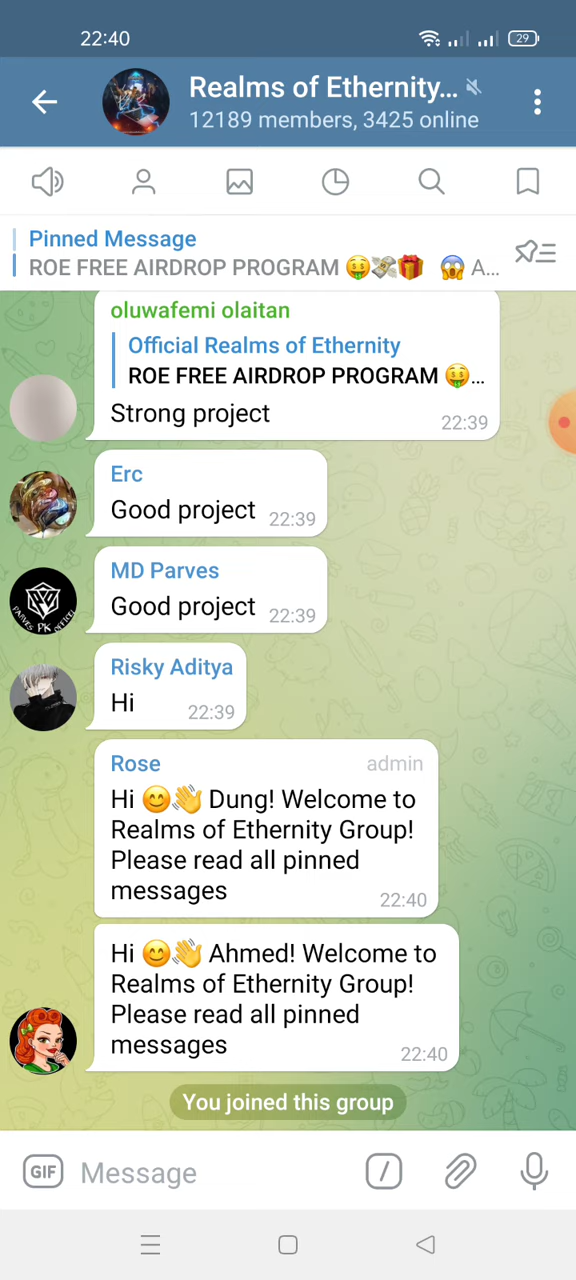 22:40
29
Realms of Ethernity...
12189 members, 3425 online
Pinned Message
ROE FREE AIRDROP PROGRAM 🤑💸🎁 😱 A...
oluwafemi olaitan
Official Realms of Ethernity
ROE FREE AIRDROP PROGRAM 🤑...
Strong project
22:39
Erc
Good project
22:39
MD Parves
Good project
22:39
Risky Aditya
Hi
22:39
Rose admin
Hi 😊👋 Dung! Welcome to
Realms of Ethernity Group!
Please read all pinned
messages
22:40
Hi 😊👋 Ahmed! Welcome to
Realms of Ethernity Group!
Please read all pinned
messages
22:40
You joined this group
GIF Message